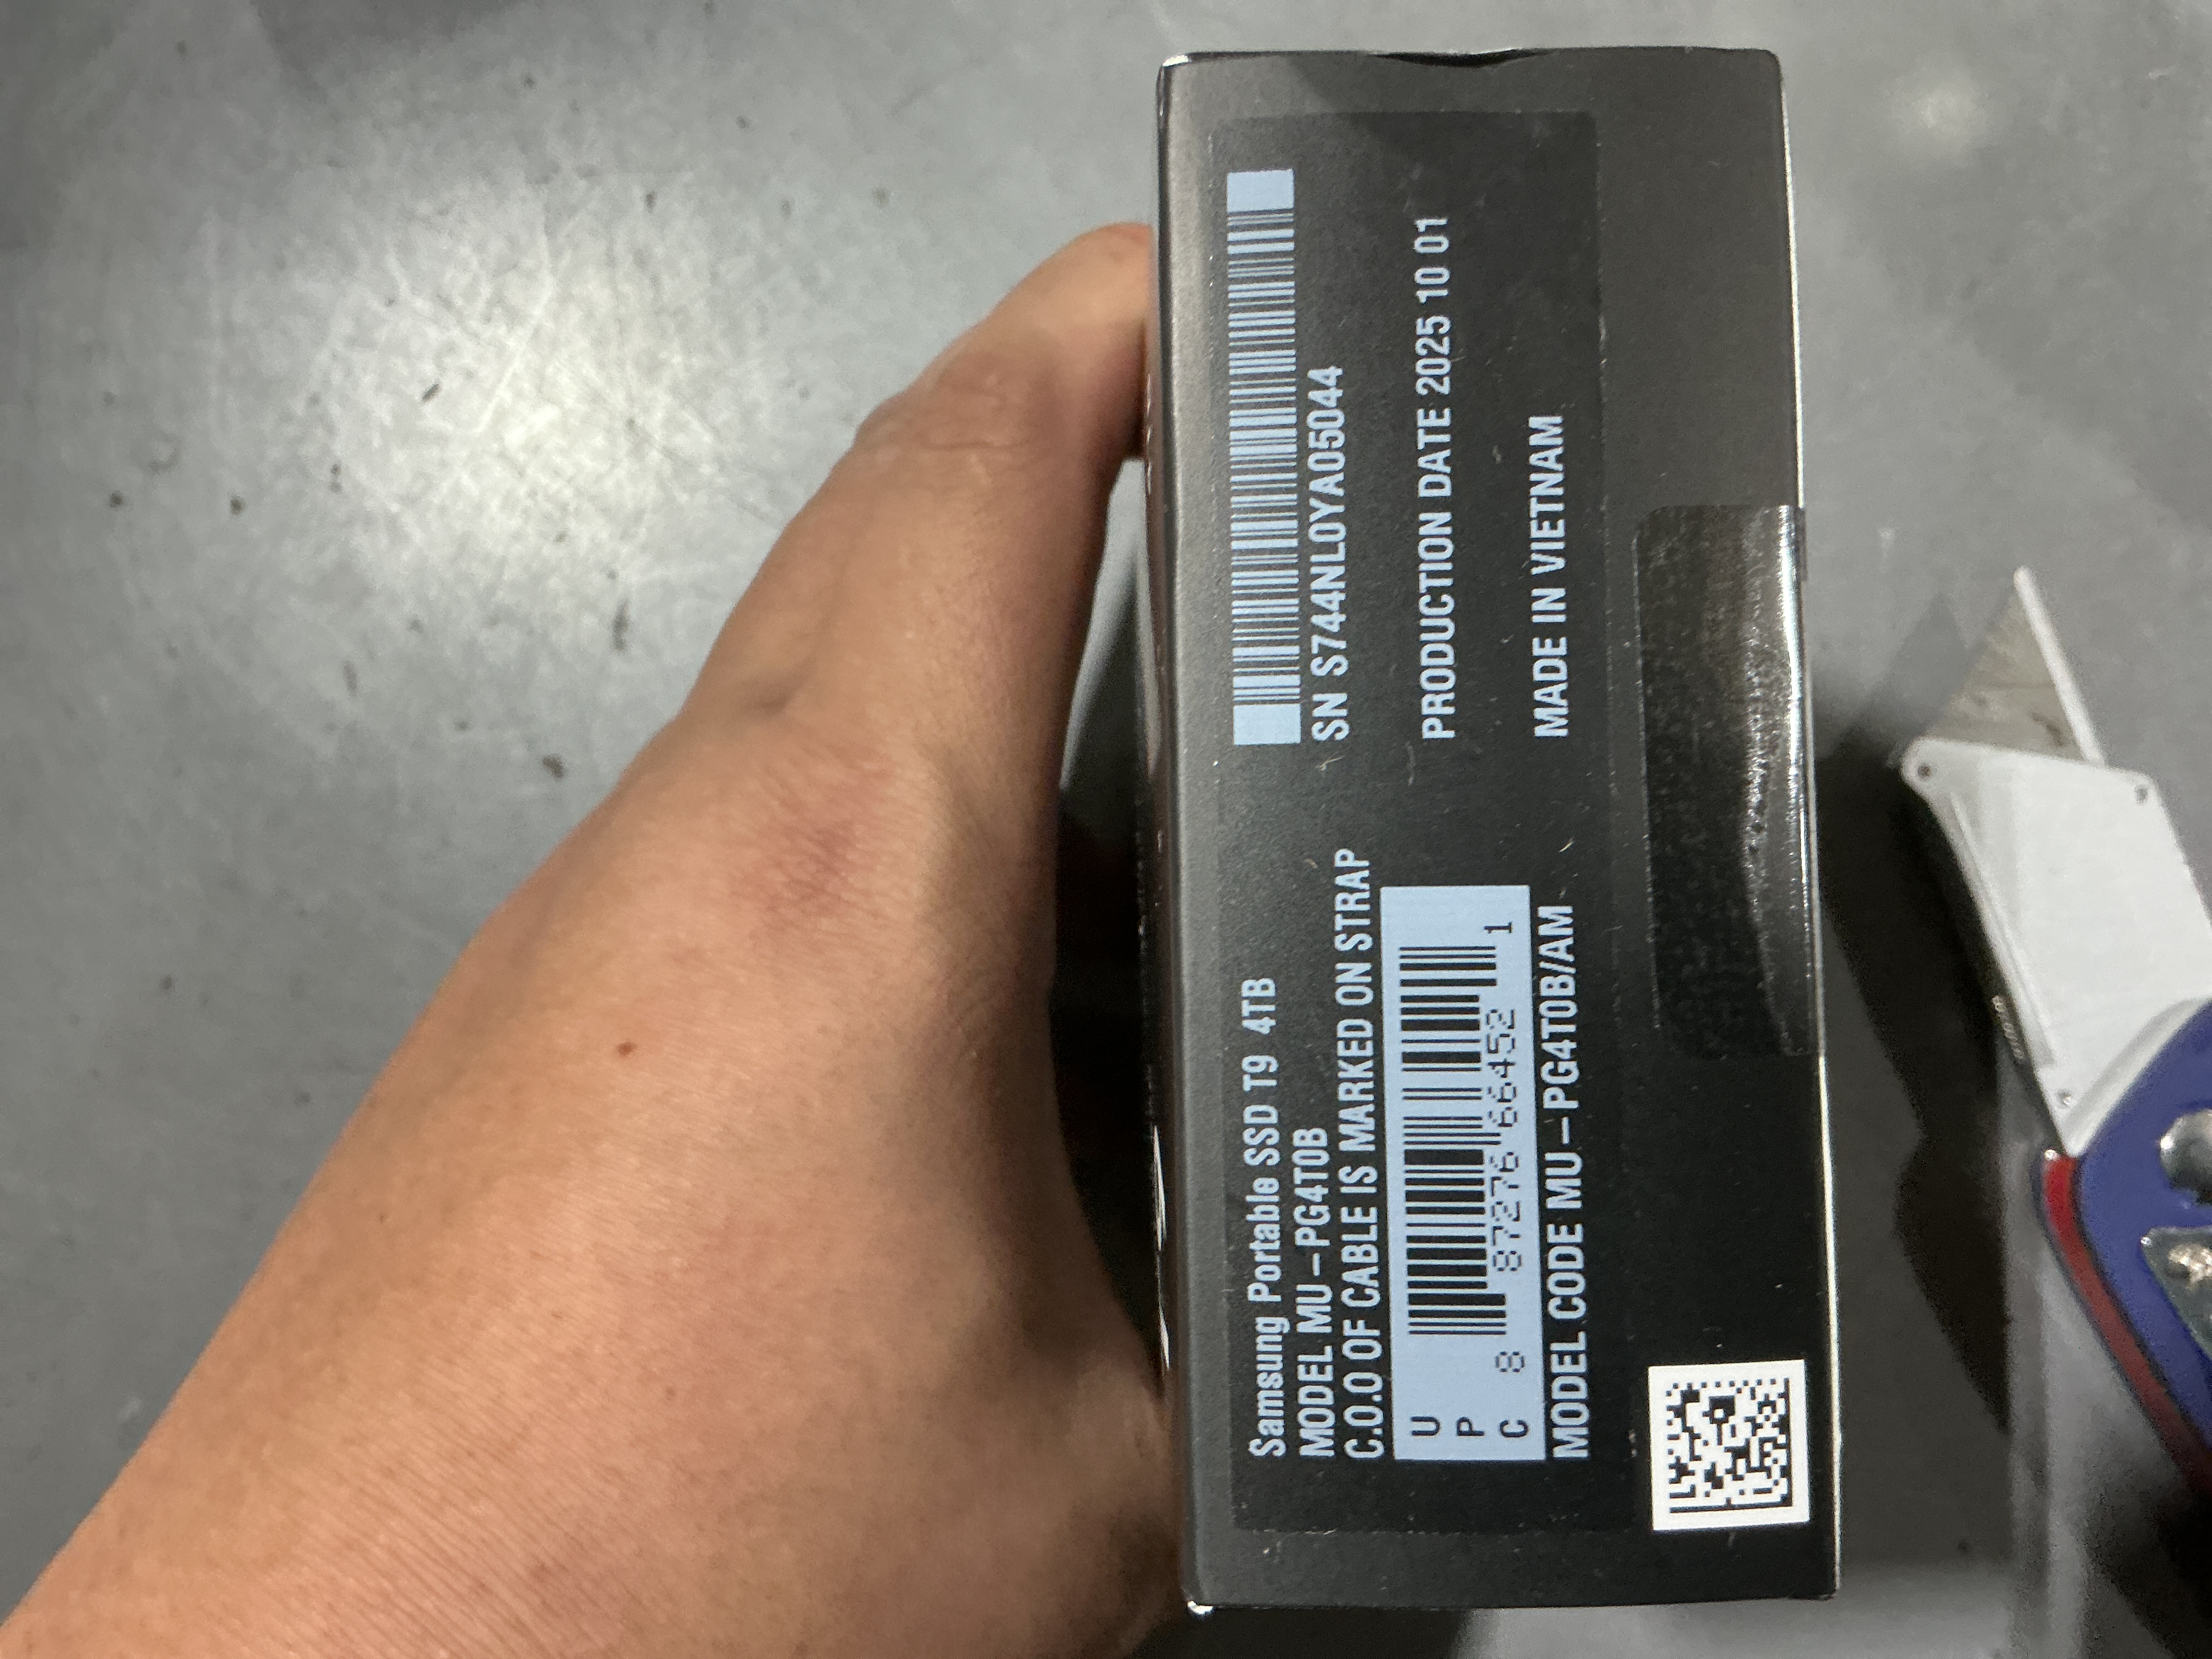 Samsung Portable SSD T9 4TB
MODEL MU-PG4T0B
C.O.O OF CABLE IS MARKED ON STRAP
UPC
8 87276 66452 1
MODEL CODE MU-PG4T0B/AM
SN S744NL0YA05044
PRODUCTION DATE 2025 10 01
MADE IN VIETNAM